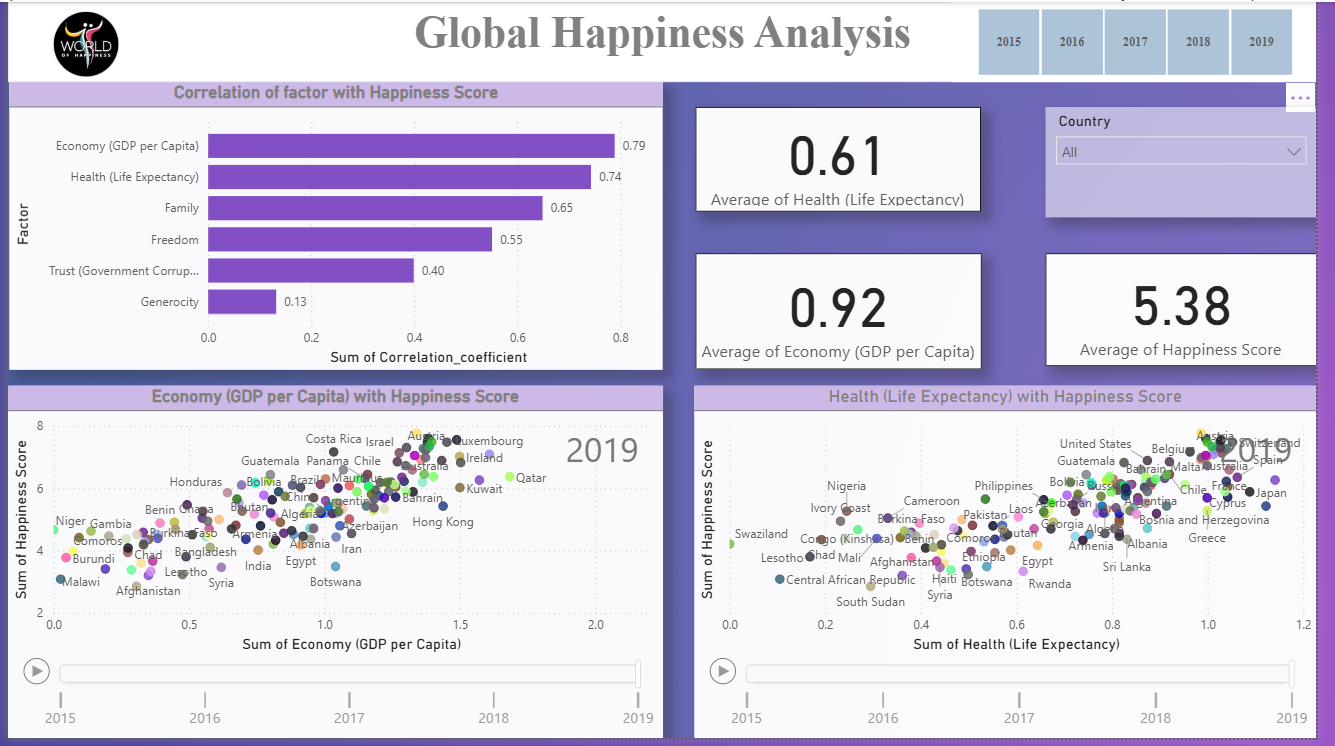 WORLD
OF HAPPINESS
Global Happiness Analysis
2015 2016 2017 2018 2019
Correlation of factor with Happiness Score
Factor
Economy (GDP per Capita) 0.79
Health (Life Expectancy) 0.74
Family 0.65
Freedom 0.55
Trust (Government Corrup... 0.40
Generocity 0.13
0.0 0.2 0.4 0.6 0.8
Sum of Correlation_coefficient
0.61
Average of Health (Life Expectancy)
Country
All
0.92
Average of Economy (GDP per Capita)
5.38
Average of Happiness Score
Economy (GDP per Capita) with Happiness Score
Sum of Happiness Score
8
6
4
2
2019
Costa Rica Israel Austria Luxembourg
Guatemala Panama Chile Australia Ireland
Honduras Bolivia Brazil Mauritius Qatar
China Kuwait
Benin Ghana Bhutan Argentina Bahrain
Niger Gambia Algeria Azerbaijan Hong Kong
Comoros Burkina Faso Armenia Albania Iran
Burundi Chad Bangladesh Egypt
Malawi Lesotho India
Afghanistan Syria Botswana
0.0 0.5 1.0 1.5 2.0
Sum of Economy (GDP per Capita)
2015 2016 2017 2018 2019
Health (Life Expectancy) with Happiness Score
Sum of Happiness Score
2019
United States Belgium Austria Switzerland
Guatemala Bahrain Malta Australia Spain
Nigeria Philippines Bolivia Russia Chile France Japan
Ivory Coast Cameroon Laos Azerbaijan Argentina Cyprus
Burkina Faso Pakistan Georgia Bosnia and Herzegovina
Swaziland Congo (Kinshasa) Benin Comoros Bhutan Armenia Albania Greece
Lesotho Chad Mali Afghanistan Ethiopia Egypt Sri Lanka
Central African Republic Haiti Botswana Rwanda
South Sudan Syria
0.0 0.2 0.4 0.6 0.8 1.0 1.2
Sum of Health (Life Expectancy)
2015 2016 2017 2018 2019